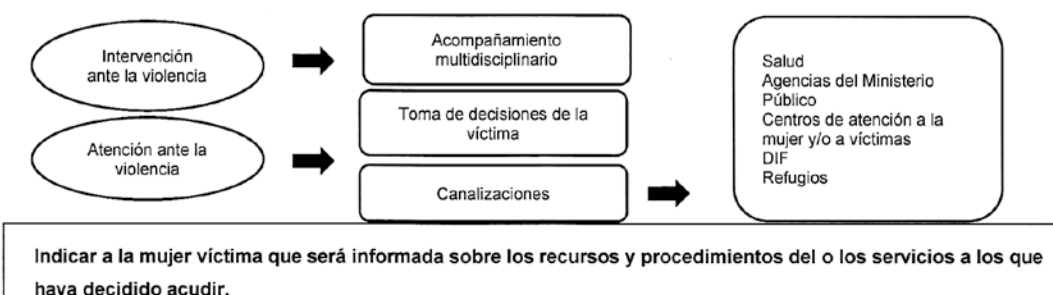 Intervención
ante la violencia
Acompañamiento
multidisciplinario
Toma de decisiones de la
víctima
Atención ante la
violencia
Canalizaciones
Salud
Agencias del Ministerio
Público
Centros de atención a la
mujer y/o a víctimas
DIF
Refugios
Indicar a la mujer víctima que será informada sobre los recursos y procedimientos del o los servicios a los que
haya decidido acudir.